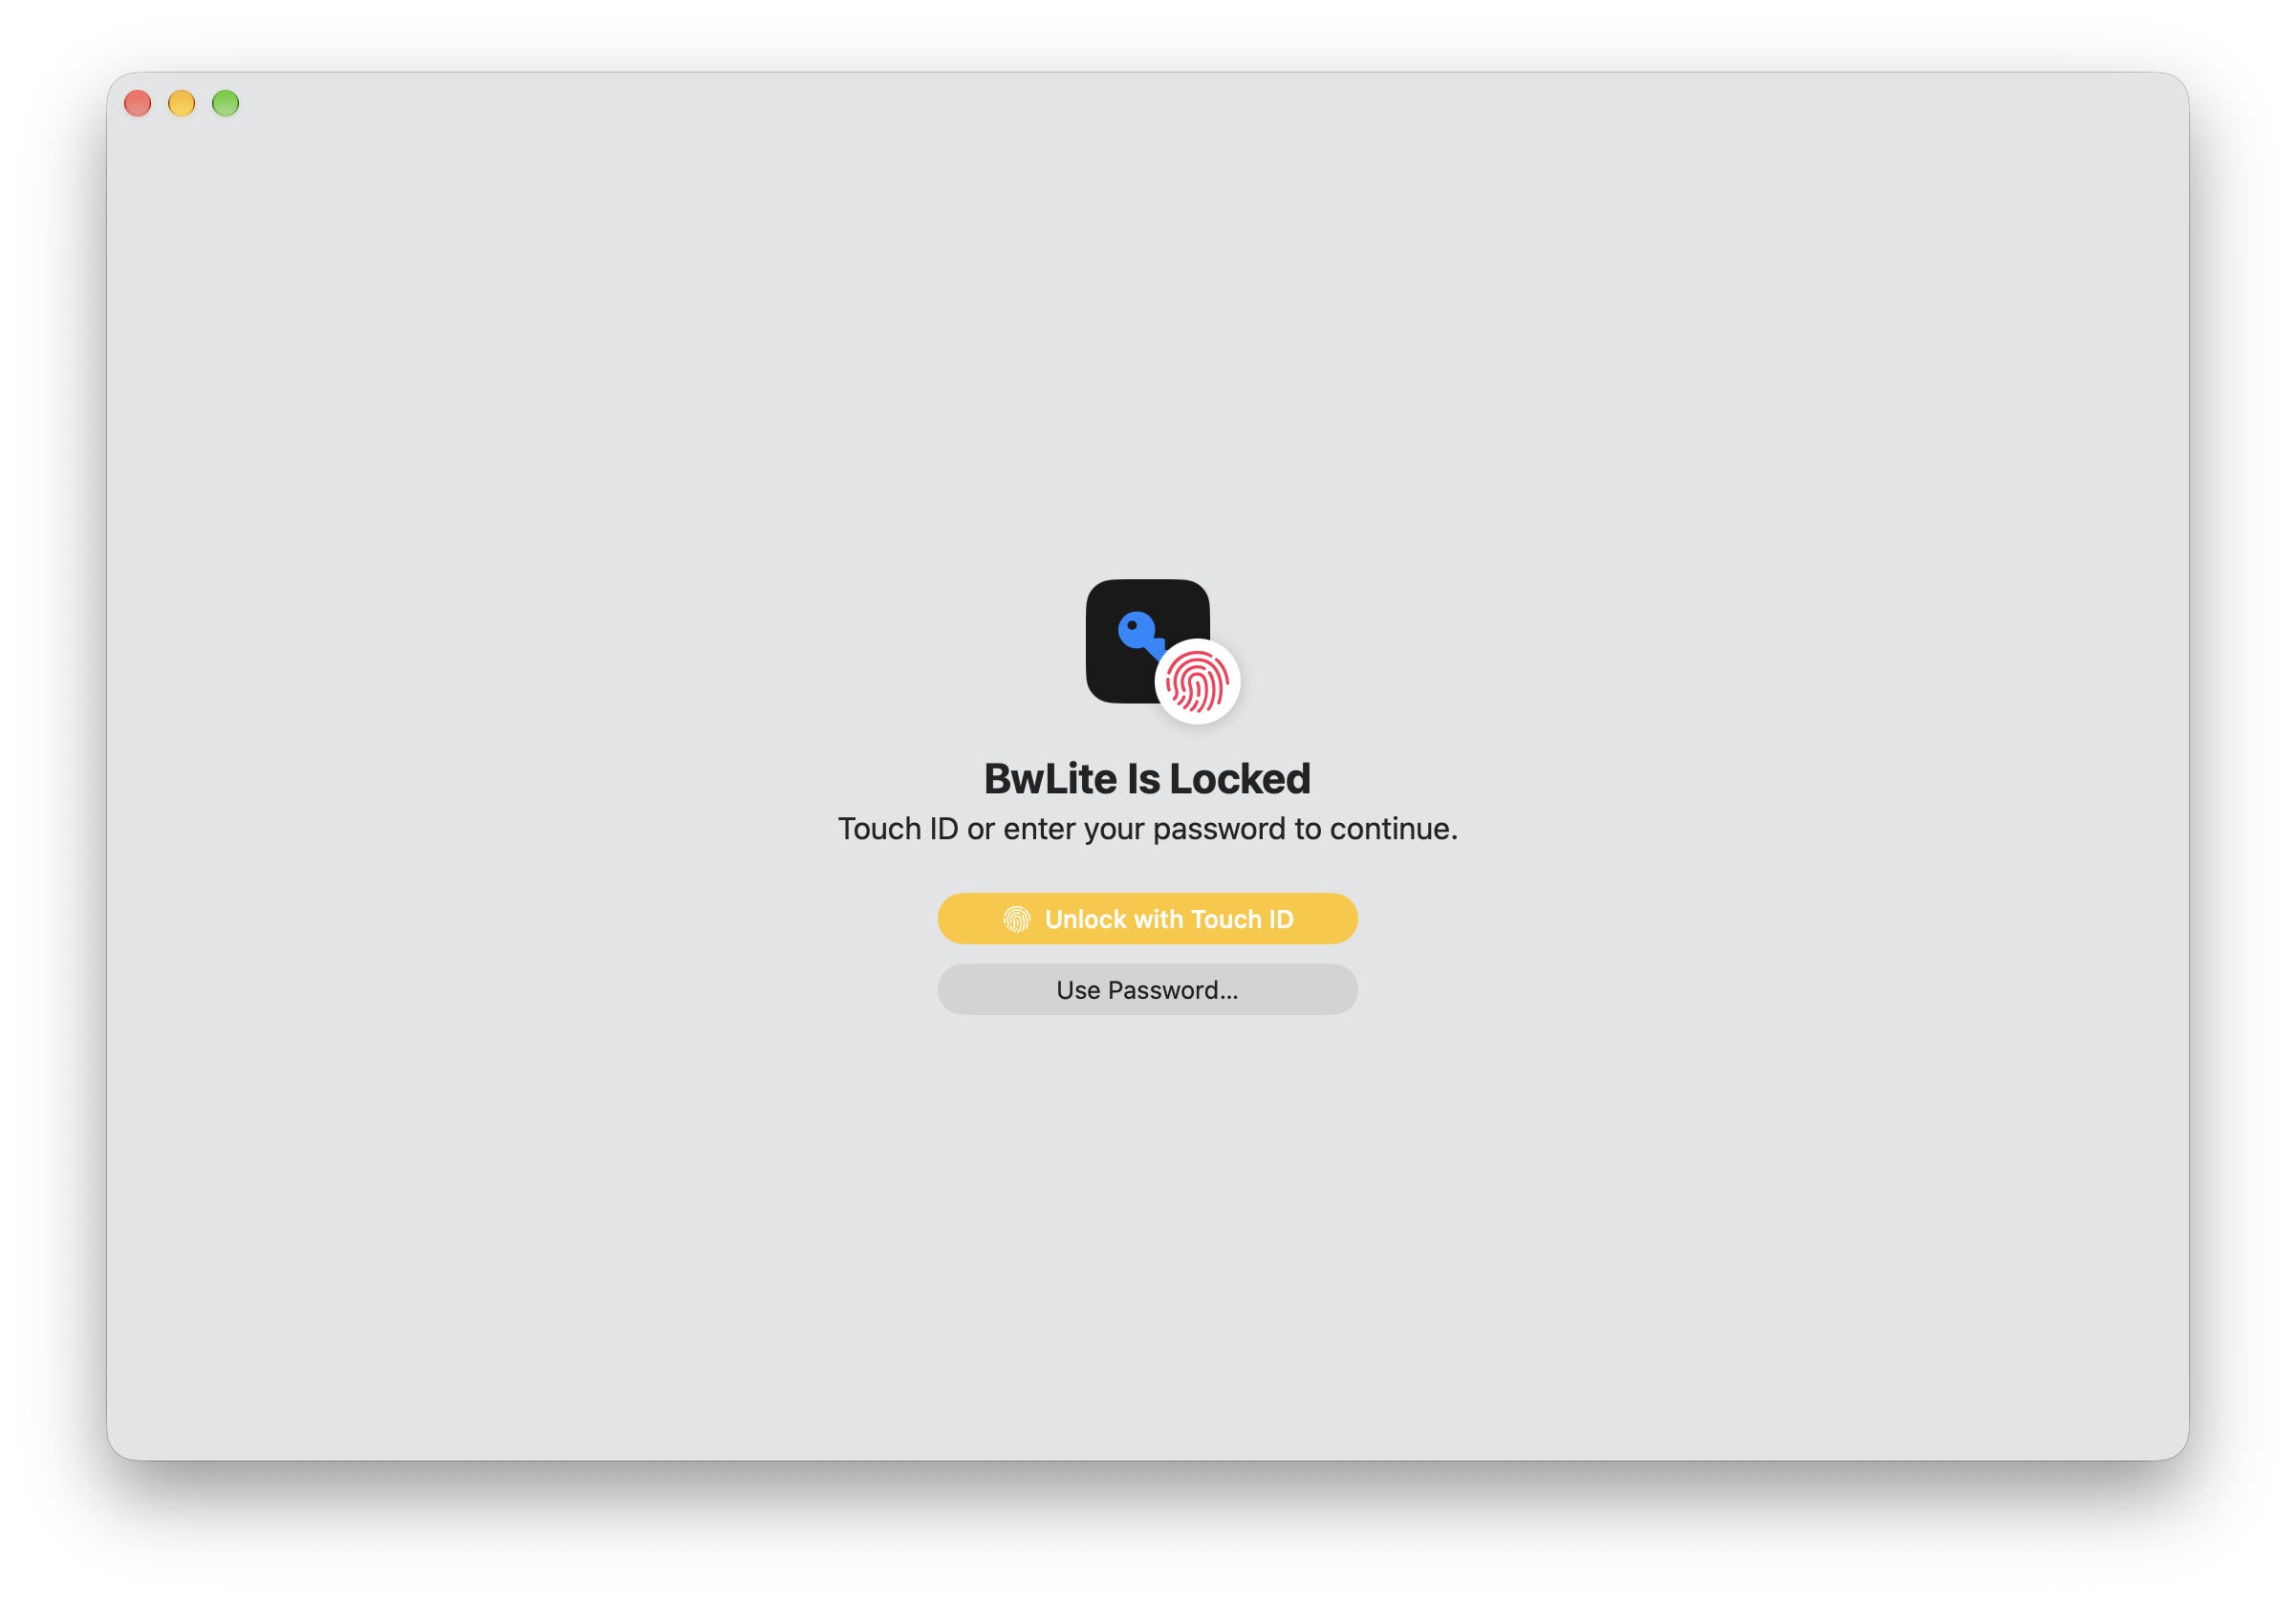 BwLite Is Locked
Touch ID or enter your password to continue.
Unlock with Touch ID
Use Password...